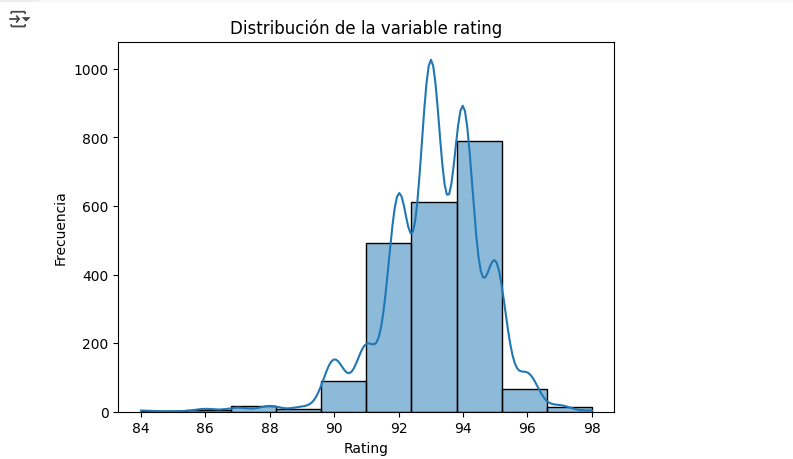 Distribución de la variable rating
1000
800
600
400
200
0
Frecuencia
84 86 88 90 92 94 96 98
Rating